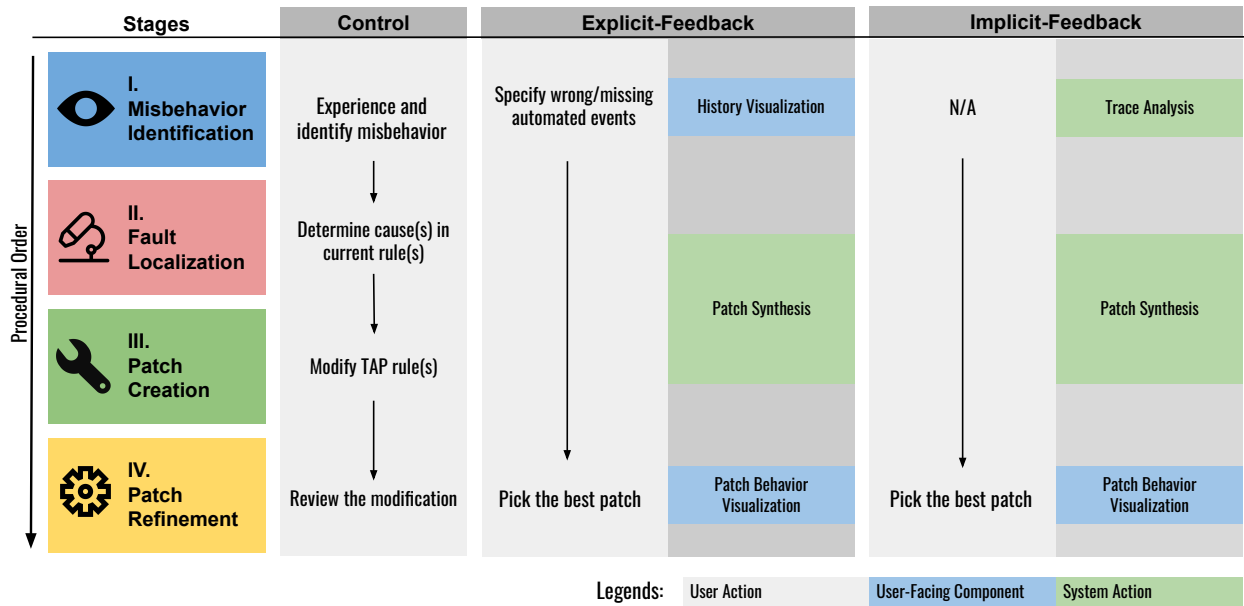 Stages
Control
Explicit-Feedback
Implicit-Feedback
Procedural Order
I.
Misbehavior
Identification
Experience and
identify misbehavior
Specify wrong/missing
automated events
History Visualization
N/A
Trace Analysis
II.
Fault
Localization
Determine cause(s) in
current rule(s)
Patch Synthesis
Patch Synthesis
III.
Patch
Creation
Modify TAP rule(s)
IV.
Patch
Refinement
Review the modification
Pick the best patch
Patch Behavior
Visualization
Pick the best patch
Patch Behavior
Visualization
Legends:
User Action
User-Facing Component
System Action